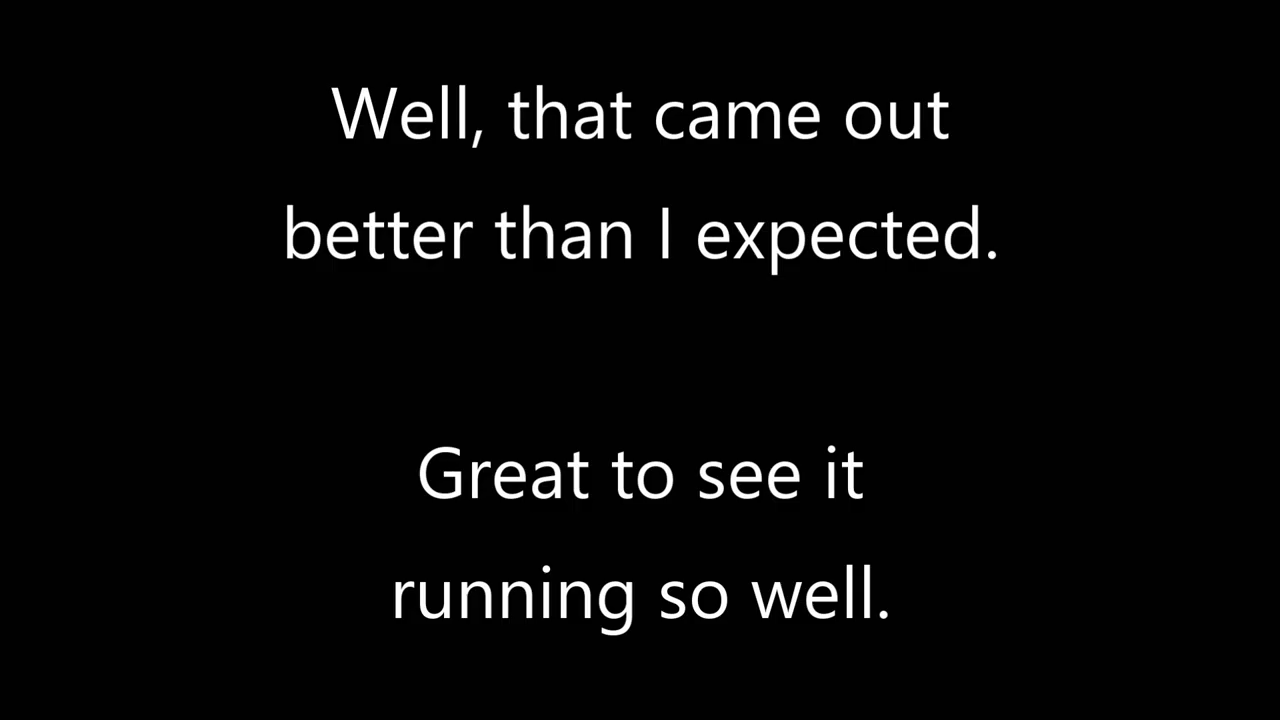 Well, that came out
better than I expected.
Great to see it
running so well.